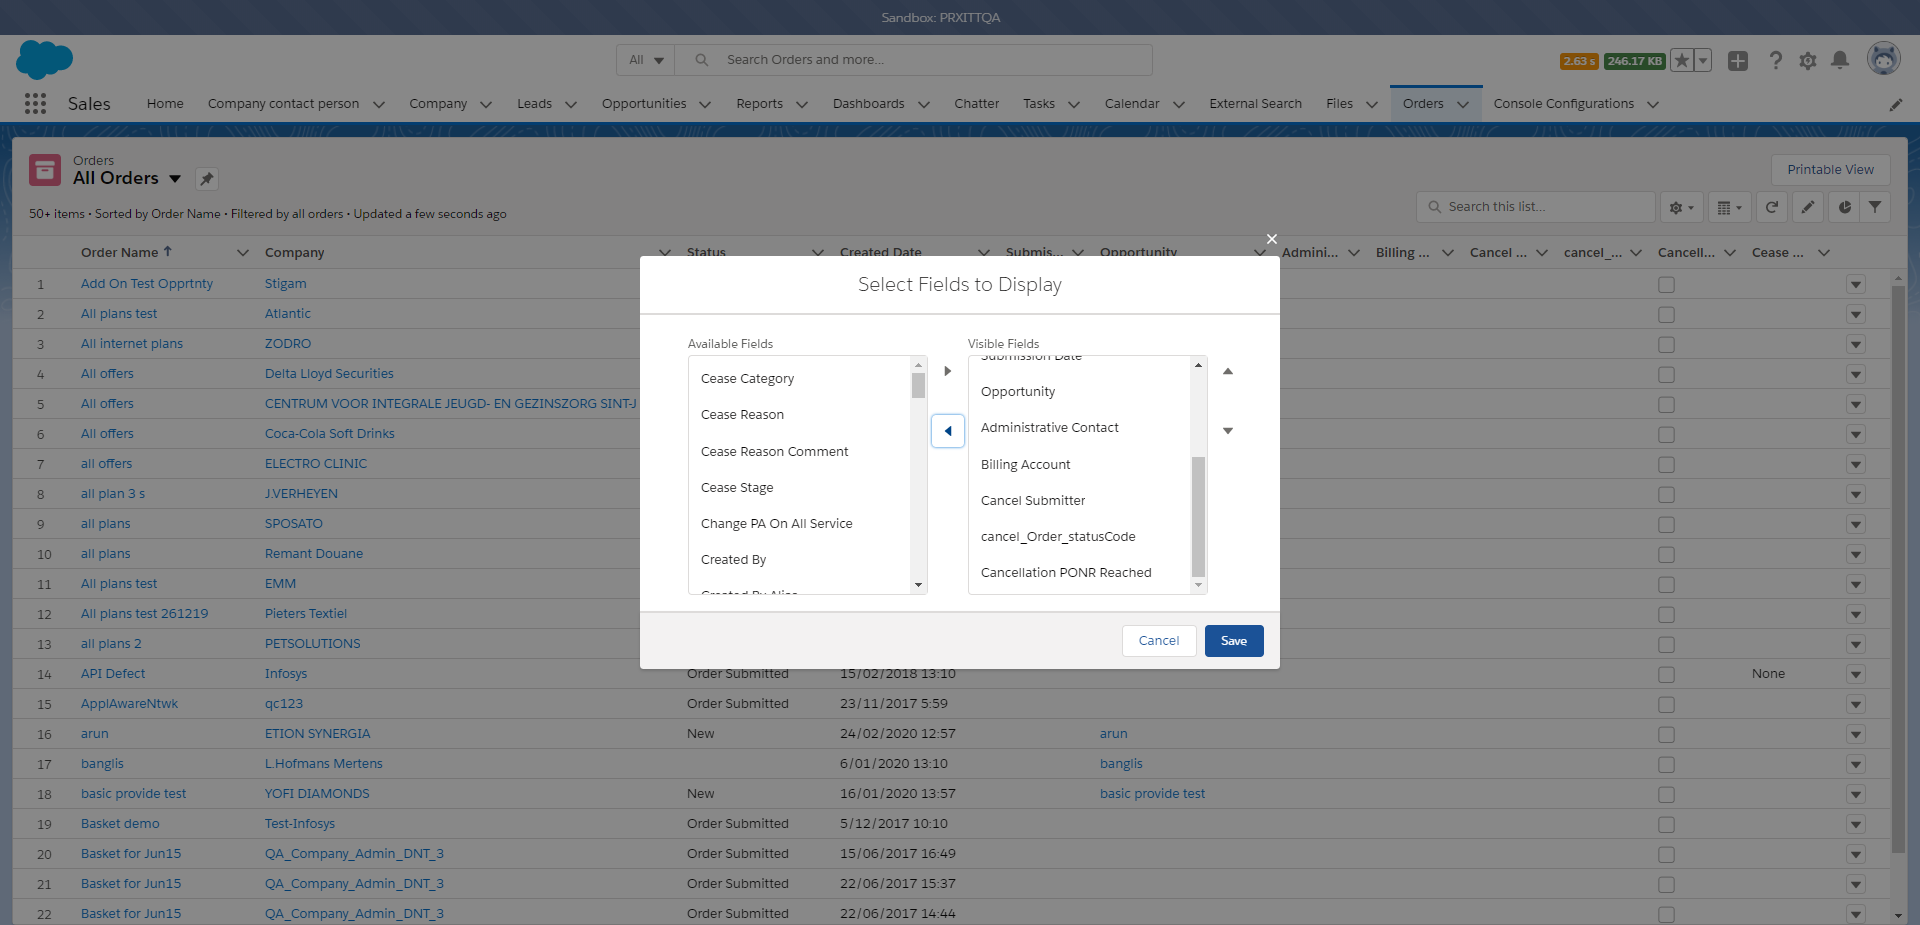 Sandbox: PRXITTQA
All
Search Orders and more...
2.63 s 246.17 KB
Sales
Home Company contact person Company Leads Opportunities Reports Dashboards Chatter Tasks Calendar External Search Files Orders Console Configurations
Orders
All Orders
Printable View
50+ items • Sorted by Order Name • Filtered by all orders • Updated a few seconds ago
Search this list...
Order Name Company Status Created Date Submis... Opportunity Admini... Billing ... Cancel ... cancel_... Cancell... Cease ...
1 Add On Test Opprtnty Stigam
2 All plans test Atlantic
3 All internet plans ZODRO
4 All offers Delta Lloyd Securities
5 All offers CENTRUM VOOR INTEGRALE JEUGD- EN GEZINSZORG SINT-J
6 All offers Coca-Cola Soft Drinks
7 all offers ELECTRO CLINIC
8 all plan 3 s J.VERHEYEN
9 all plans SPOSATO
10 all plans Remant Douane
11 All plans test EMM
12 All plans test 261219 Pieters Textiel
13 all plans 2 PETSOLUTIONS
14 API Defect Infosys Order Submitted 15/02/2018 13:10 None
15 ApplAwareNtwk qc123 Order Submitted 23/11/2017 5:59
16 arun ETION SYNERGIA New 24/02/2020 12:57 arun
17 banglis L.Hofmans Mertens 6/01/2020 13:10 banglis
18 basic provide test YOFI DIAMONDS New 16/01/2020 13:57 basic provide test
19 Basket demo Test-Infosys Order Submitted 5/12/2017 10:10
20 Basket for Jun15 QA_Company_Admin_DNT_3 Order Submitted 15/06/2017 16:49
21 Basket for Jun15 QA_Company_Admin_DNT_3 Order Submitted 22/06/2017 15:37
22 Basket for Jun15 QA_Company_Admin_DNT_3 Order Submitted 22/06/2017 14:44
Select Fields to Display
Available Fields
Cease Category
Cease Reason
Cease Reason Comment
Cease Stage
Change PA On All Service
Created By
Created By Alias
Visible Fields
Submission Date
Opportunity
Administrative Contact
Billing Account
Cancel Submitter
cancel_Order_statusCode
Cancellation PONR Reached
Cancel
Save